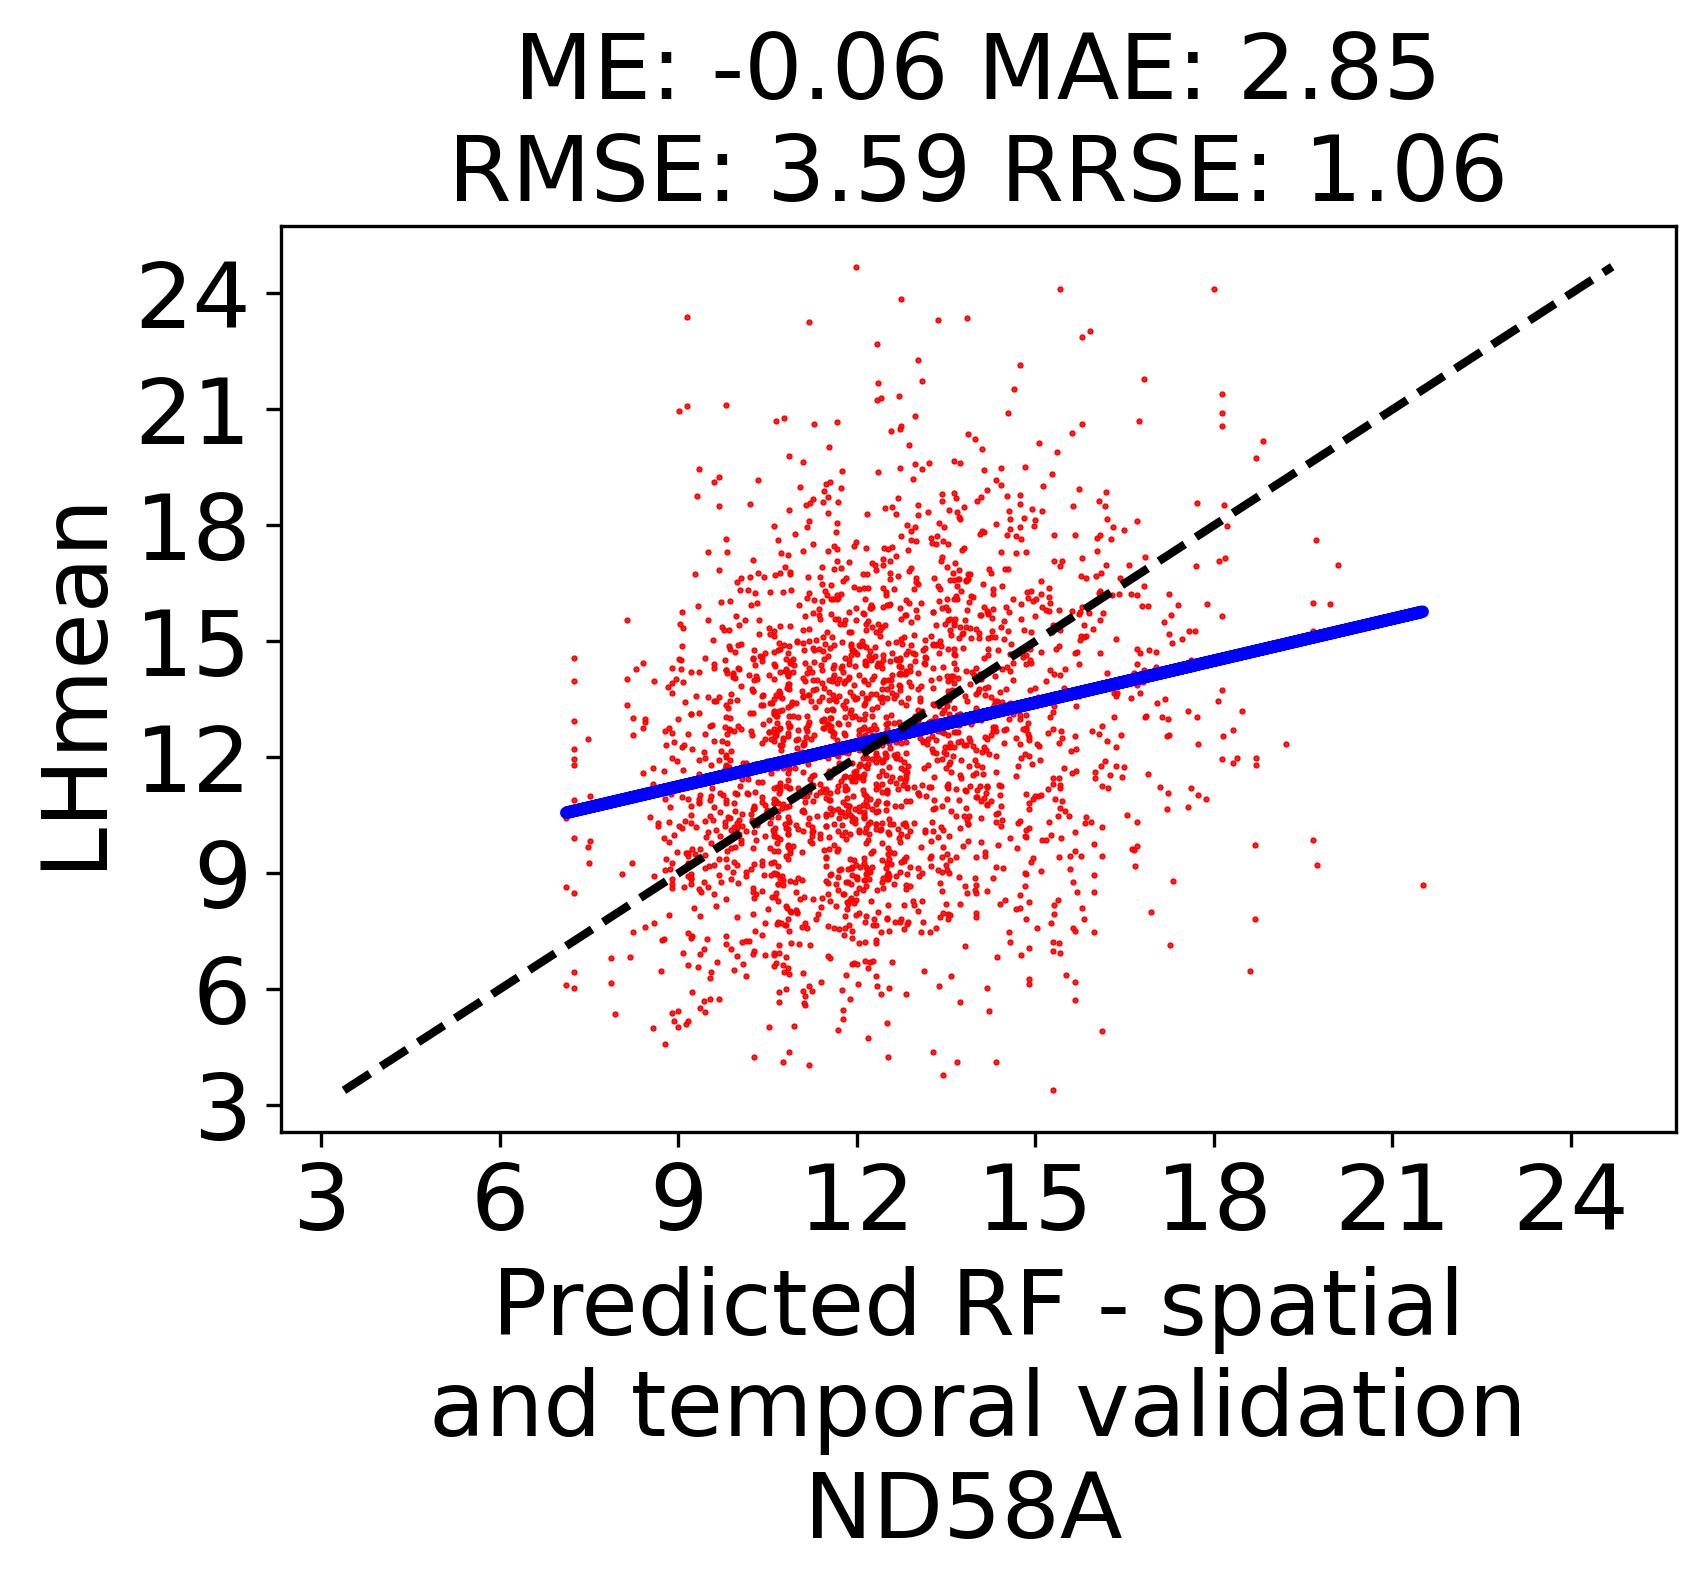 ME: -0.06 MAE: 2.85
RMSE: 3.59 RRSE: 1.06
24
21
18
15
12
9
6
3
LHmean
3 6 9 12 15 18 21 24
Predicted RF - spatial
and temporal validation
ND58A